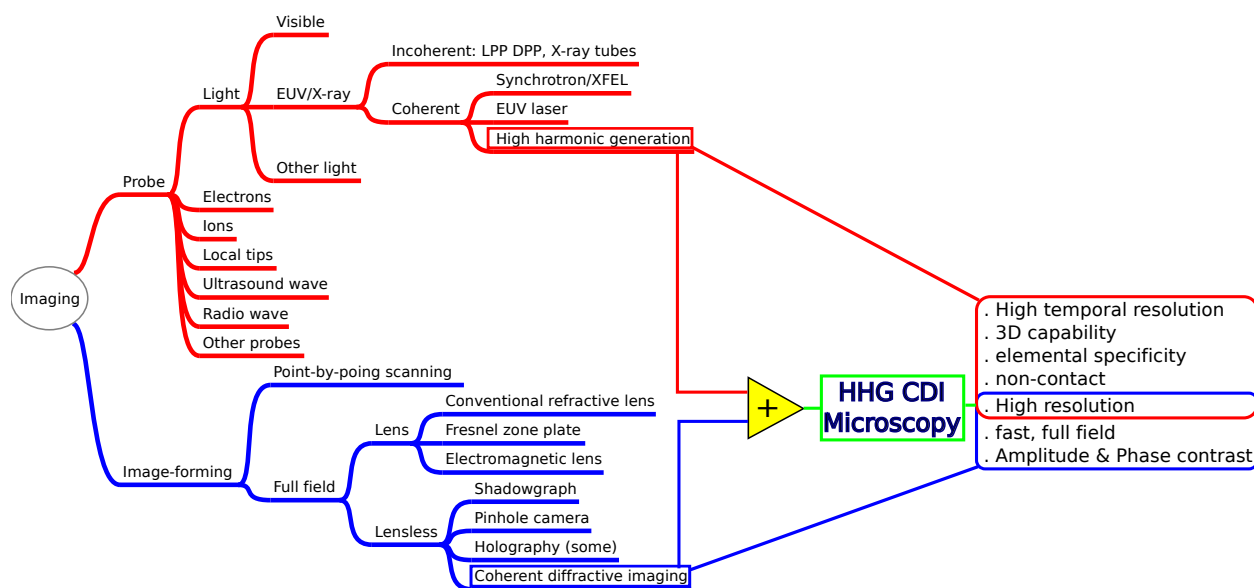 Visible
Incoherent: LPP DPP, X-ray tubes
Synchrotron/XFEL
Light
EUV/X-ray
Coherent
EUV laser
High harmonic generation
Other light
Probe
Electrons
Ions
Local tips
Ultrasound wave
Radio wave
Other probes
Imaging
. High temporal resolution
. 3D capability
. elemental specificity
. non-contact
. High resolution
. fast, full field
. Amplitude & Phase contrast
+
HHG CDI
Microscopy
Point-by-poing scanning
Conventional refractive lens
Lens
Fresnel zone plate
Electromagnetic lens
Image-forming
Full field
Shadowgraph
Pinhole camera
Lensless
Holography (some)
Coherent diffractive imaging